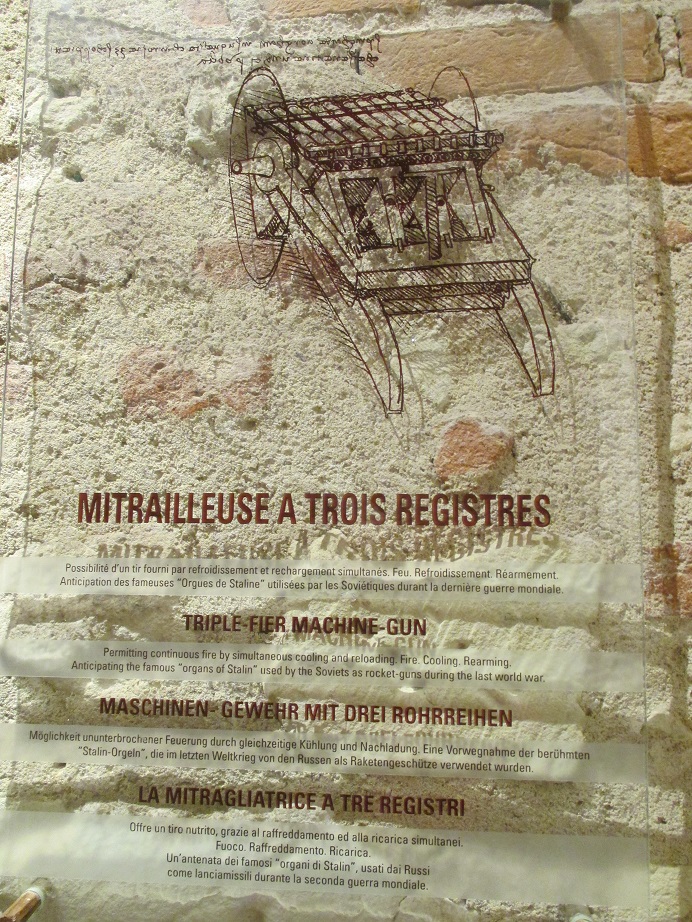 MITRAILLEUSE A TROIS REGISTRES
Possibilité d'un tir fourni par refroidissement et rechargement simultanés. Feu. Refroidissement. Réarmement.
Anticipation des fameuses "Orgues de Staline" utilisées par les Soviétiques durant la dernière guerre mondiale.
TRIPLE-FIER MACHINE-GUN
Permitting continuous fire by simultaneous cooling and reloading. Fire. Cooling. Rearming.
Anticipating the famous "organs of Stalin" used by the Soviets as rocket-guns during the last world war.
MASCHINEN- GEWEHR MIT DREI ROHRREIHEN
Möglichkeit ununterbrochener Feuerung durch gleichzeitige Kühlung und Nachladung. Eine Vorwegnahme der berühmten
"Stalin-Orgeln", die im letzten Weltkrieg von den Russen als Raketengeschütze verwendet wurden.
LA MITRAGLIATRICE A TRE REGISTRI
Offre un tiro nutrito, grazie al raffreddamento ed alla ricarica simultanei.
Fuoco. Raffreddamento. Ricarica.
Un'antenata dei famosi "organi di Stalin", usati dai Russi
come lanciamissili durante la seconda guerra mondiale.